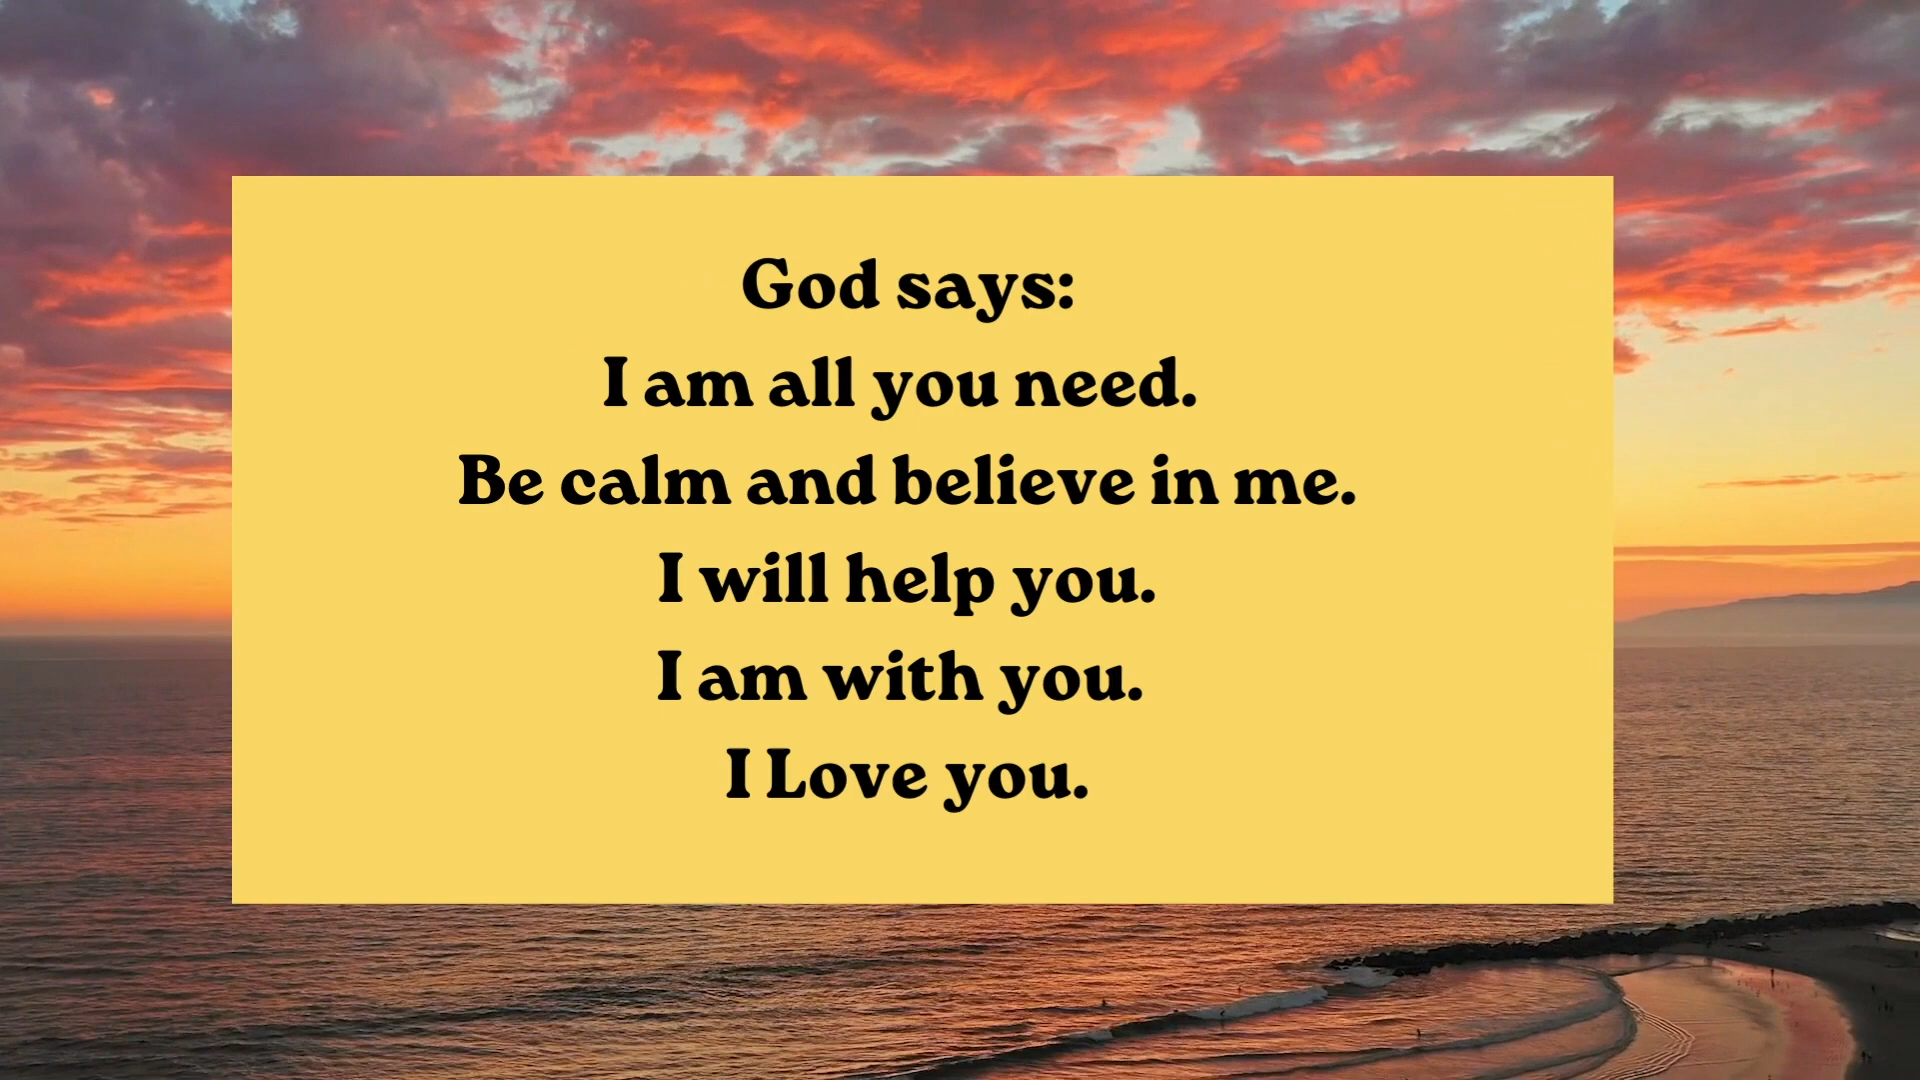 God says:
I am all you need.
Be calm and believe in me.
I will help you.
I am with you.
I Love you.